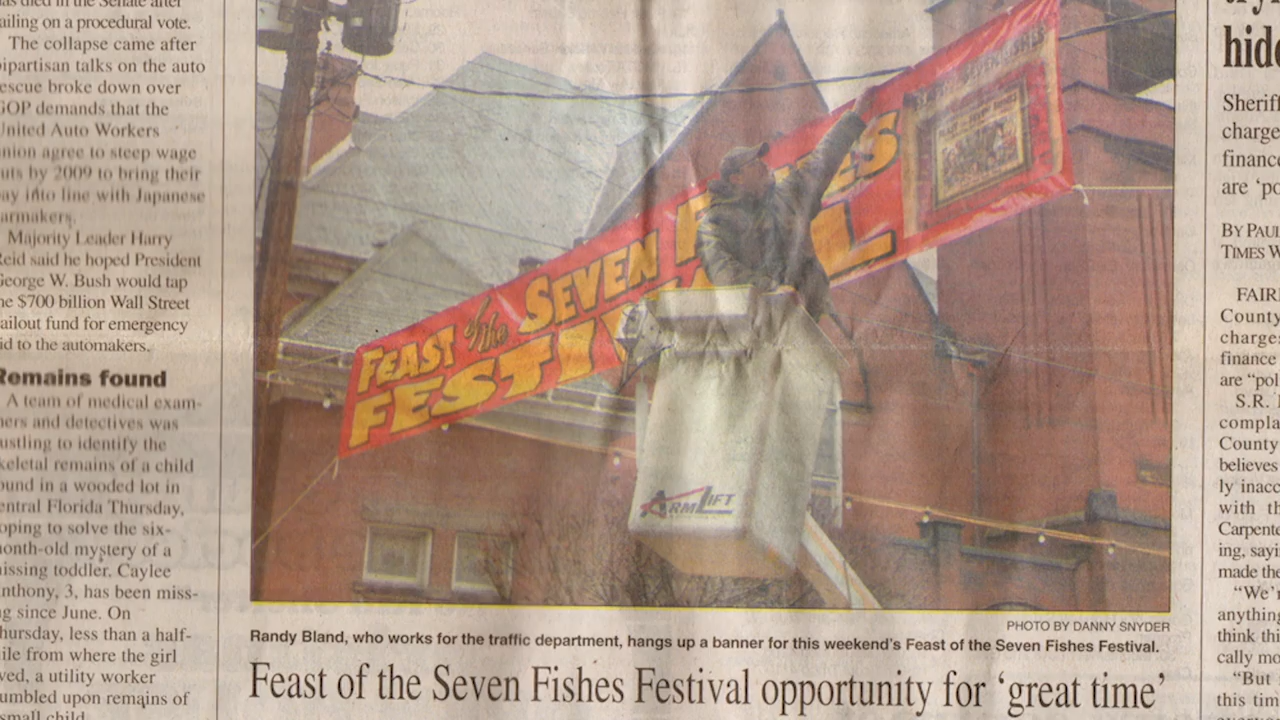 ailing on a procedural vote.
The collapse came after
bipartisan talks on the auto
rescue broke down over
GOP demands that the
United Auto Workers
union agree to steep wage
cuts by 2009 to bring their
pay into line with Japanese
carmakers.
Majority Leader Harry
Reid said he hoped President
George W. Bush would tap
the $700 billion Wall Street
bailout fund for emergency
aid to the automakers.
Remains found
A team of medical exam-
iners and detectives was
ustling to identify the
skeletal remains of a child
found in a wooded lot in
central Florida Thursday,
hoping to solve the six-
month-old mystery of a
missing toddler. Caylee
Anthony, 3, has been miss-
ing since June. On
Thursday, less than a half-
mile from where the girl
lived, a utility worker
stumbled upon remains of
small child
FEAST of the SEVEN
FESTI
L
ARMLIFT
PHOTO BY DANNY SNYDER
Randy Bland, who works for the traffic department, hangs up a banner for this weekend's Feast of the Seven Fishes Festival.
Feast of the Seven Fishes Festival opportunity for 'great time'
hid
Sheriff
charge
finance
are 'po
BY PAUL
TIMES W
FAIR
County
charges
finance
are "pol
S.R.
compla
County
believes
ly inacc
with th
Carpente
ing, sayi
made the
"We'
anything
think th
cally mo
"But
this tim